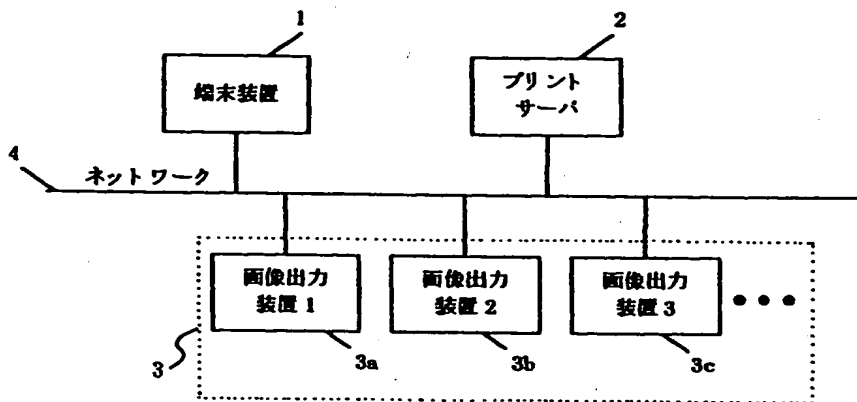 1
2
端末装置
プリント
サーバ
4
ネットワーク
画像出力
装置1
画像出力
装置2
画像出力
装置3
3
3a
3b
3c